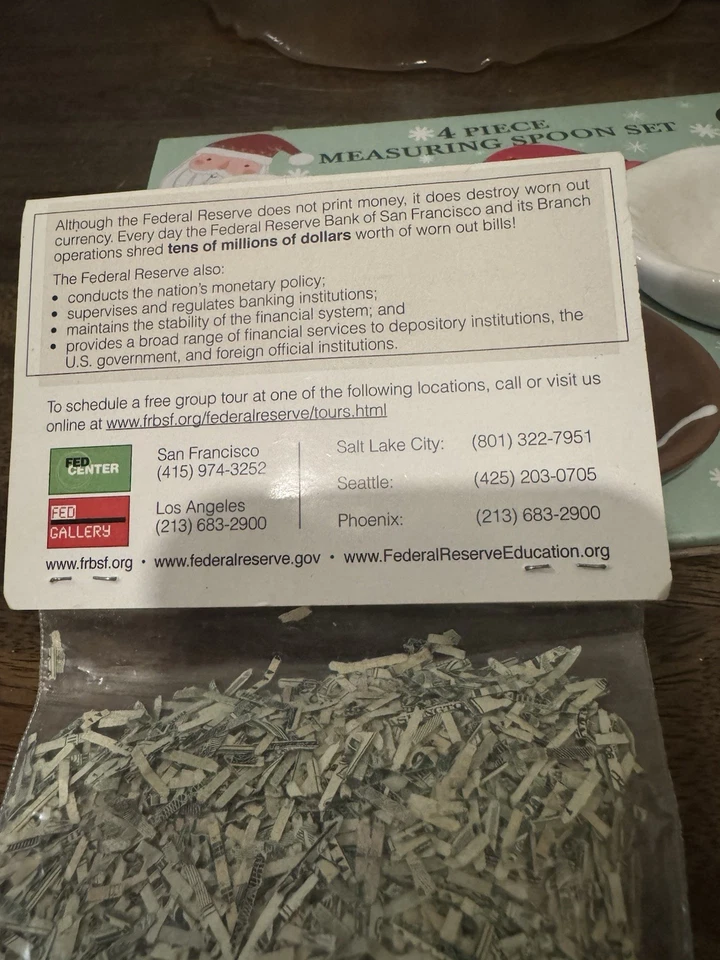 4 PIECE
MEASURING SPOON SET
Although the Federal Reserve does not print money, it does destroy worn out
currency. Every day the Federal Reserve Bank of San Francisco and its Branch
operations shred tens of millions of dollars worth of worn out bills!
The Federal Reserve also:
• conducts the nation's monetary policy;
• supervises and regulates banking institutions;
• maintains the stability of the financial system; and
• provides a broad range of financial services to depository institutions, the
U.S. government, and foreign official institutions.
To schedule a free group tour at one of the following locations, call or visit us
online at www.frbsf.org/federalreserve/tours.html
FED
CENTER
San Francisco
(415) 974-3252
FED
GALLERY
Los Angeles
(213) 683-2900
Salt Lake City: (801) 322-7951
Seattle: (425) 203-0705
Phoenix: (213) 683-2900
www.frbsf.org • www.federalreserve.gov • www.FederalReserveEducation.org